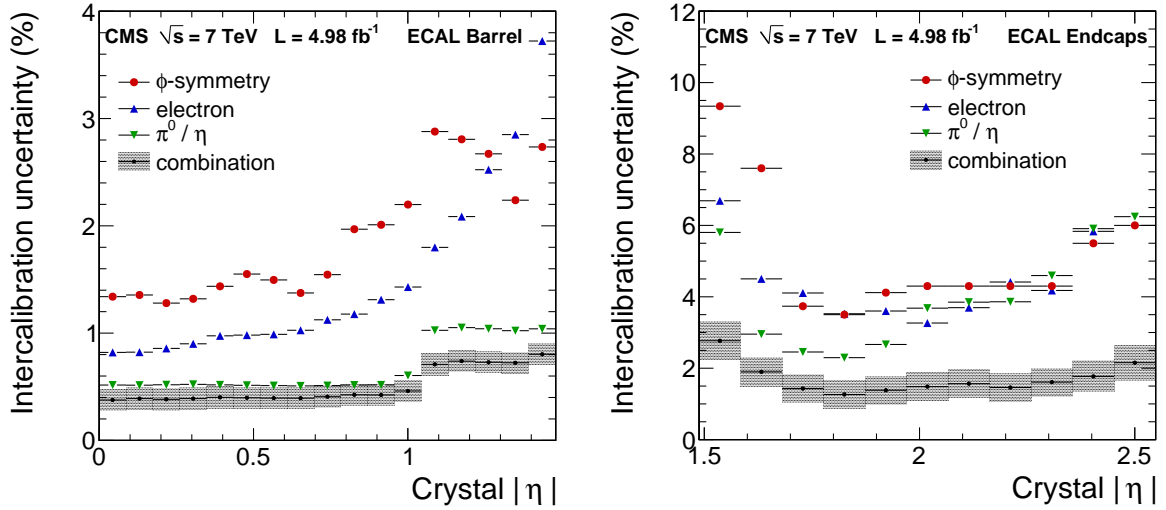 Intercalibration uncertainty (%)
4
3
2
1
0
CMS √s = 7 TeV L = 4.98 fb⁻¹ ECAL Barrel
ϕ-symmetry
electron
π⁰ / η
combination
0 0.5 1
Crystal | η |
Intercalibration uncertainty (%)
12
10
8
6
4
2
0
CMS √s = 7 TeV L = 4.98 fb⁻¹ ECAL Endcaps
ϕ-symmetry
electron
π⁰ / η
combination
1.5 2 2.5
Crystal | η |